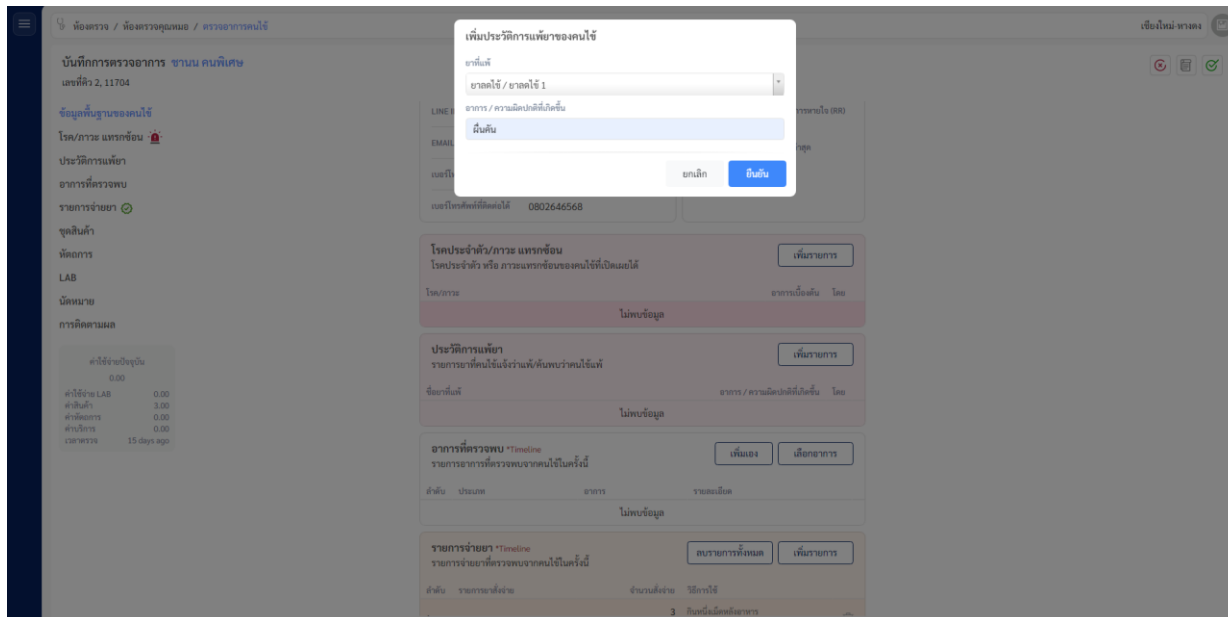 ห้องตรวจ / ห้องตรวจคุณหมอ / ตรวจอาการคนไข้
เชียงใหม่-หางดง
บันทึกการตรวจอาการ ขานน คนพิเศษ
เลขที่คิว 2, 11704
ข้อมูลพื้นฐานของคนไข้
โรค/ภาวะ แทรกซ้อน
ประวัติการแพ้ยา
อาการที่ตรวจพบ
รายการจ่ายยา
ชุดสินค้า
หัตถการ
LAB
นัดหมาย
การติดตามผล
ค่าใช้จ่ายปัจจุบัน
0.00
ค่าใช้จ่าย LAB 0.00
ค่าสินค้า 3.00
ค่าหัตถการ 0.00
ค่าบริการ 0.00
เวลาตรวจ 15 days ago
เพิ่มประวัติการแพ้ยาของคนไข้
ยาที่แพ้
ยาลดไข้ / ยาลดไข้ 1
อาการ / ความผิดปกติที่เกิดขึ้น
ผื่นคัน
ยกเลิก ยืนยัน
LINE
EMAIL
เบอร์โทรศัพท์ที่ติดต่อได้ 0802646568
โรคประจำตัว/ภาวะ แทรกซ้อน
โรคประจำตัว หรือ ภาวะแทรกซ้อนของคนไข้ที่เปิดเผยได้
เพิ่มรายการ
โรค/ภาวะ อาการเบื้องต้น โดย
ไม่พบข้อมูล
ประวัติการแพ้ยา
รายการยาที่คนไข้แจ้งว่าแพ้/ค้นพบว่าคนไข้แพ้
เพิ่มรายการ
ชื่อยาที่แพ้ อาการ / ความผิดปกติที่เกิดขึ้น โดย
ไม่พบข้อมูล
อาการที่ตรวจพบ *Timeline
รายการอาการที่ตรวจพบจากคนไข้ในครั้งนี้
เพิ่มเอง เลือกอาการ
ลำดับ ประเภท อาการ รายละเอียด
ไม่พบข้อมูล
รายการจ่ายยา *Timeline
รายการจ่ายยาที่ตรวจพบจากคนไข้ในครั้งนี้
ลบรายการทั้งหมด เพิ่มรายการ
ลำดับ รายการยาสั่งจ่าย จำนวนสั่งจ่าย วิธีการใช้
3 กินหนึ่งเม็ดหลังอาหาร